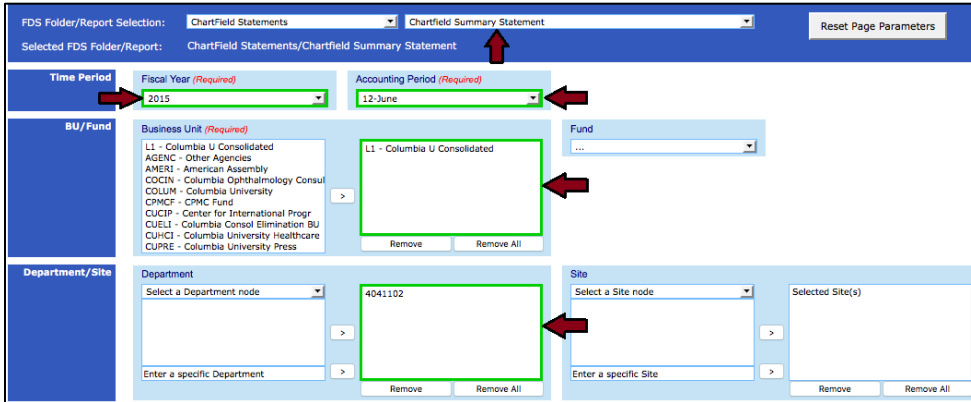 FDS Folder/Report Selection: ChartField Statements Chartfield Summary Statement Reset Page Parameters
Selected FDS Folder/Report: ChartField Statements/Chartfield Summary Statement
Time Period Fiscal Year (Required) Accounting Period (Required)
2015 12-June
BU/Fund Business Unit (Required) Fund
L1 - Columbia U Consolidated L1 - Columbia U Consolidated ...
AGENC - Other Agencies
AMERI - American Assembly
COCIN - Columbia Ophthalmology Consul
COLUM - Columbia University
CPMCF - CPMC Fund >
CUCIP - Center for International Progr
CUELI - Columbia Consol Elimination BU
CUHCI - Columbia University Healthcare
CUPRE - Columbia University Press Remove Remove All
Department/Site Department Site
Select a Department node 4041102 Select a Site node Selected Site(s)
> >
Enter a specific Department > Enter a specific Site >
Remove Remove All Remove Remove All